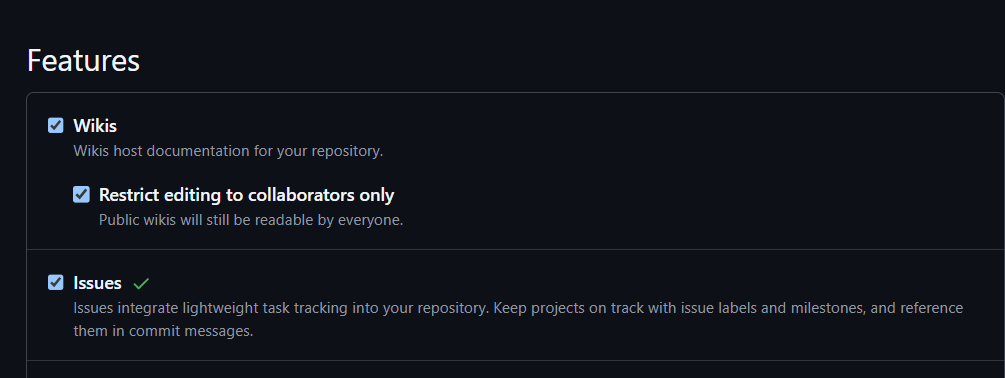 Features
Wikis
Wikis host documentation for your repository.
Restrict editing to collaborators only
Public wikis will still be readable by everyone.
Issues
Issues integrate lightweight task tracking into your repository. Keep projects on track with issue labels and milestones, and reference
them in commit messages.